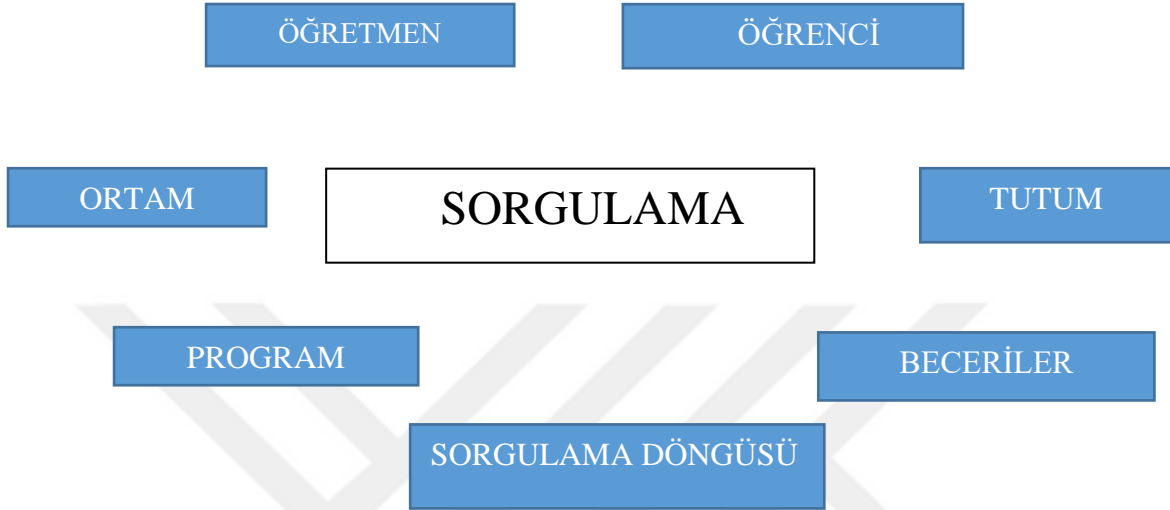 ÖĞRETMEN
ÖĞRENCİ
ORTAM
SORGULAMA
TUTUM
PROGRAM
BECERİLER
SORGULAMA DÖNGÜSÜ